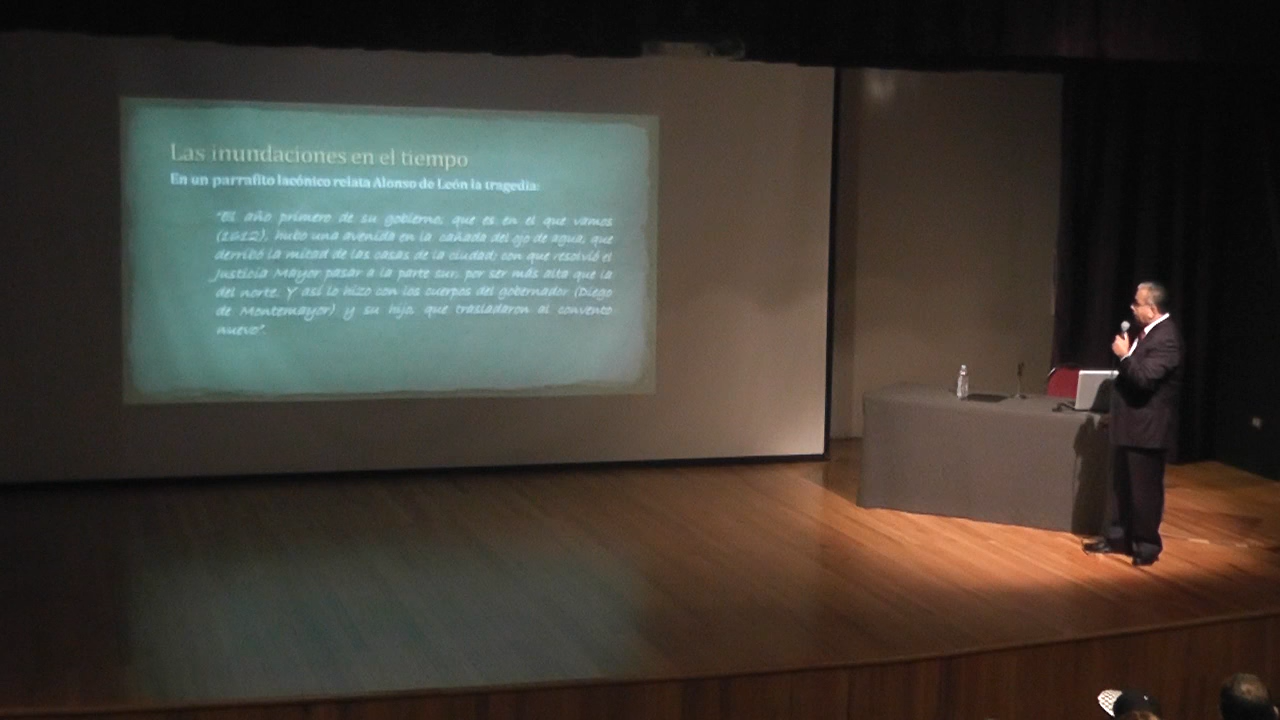 Las inundaciones en el tiempo
En un parrafito lacónico relata Alonso de León la tragedia:
"El año primero de su gobierno, que es en el que vamos
(1612), hubo una avenida en la cañada del ojo de agua, que
derribó la mitad de las casas de la ciudad; con que resolvió el
Justicia Mayor pasar a la parte sur, por ser más alta que la
del norte. Y así lo hizo con los cuerpos del gobernador (Diego
de Montemayor) y su hijo, que trasladaron al convento
nuevo".